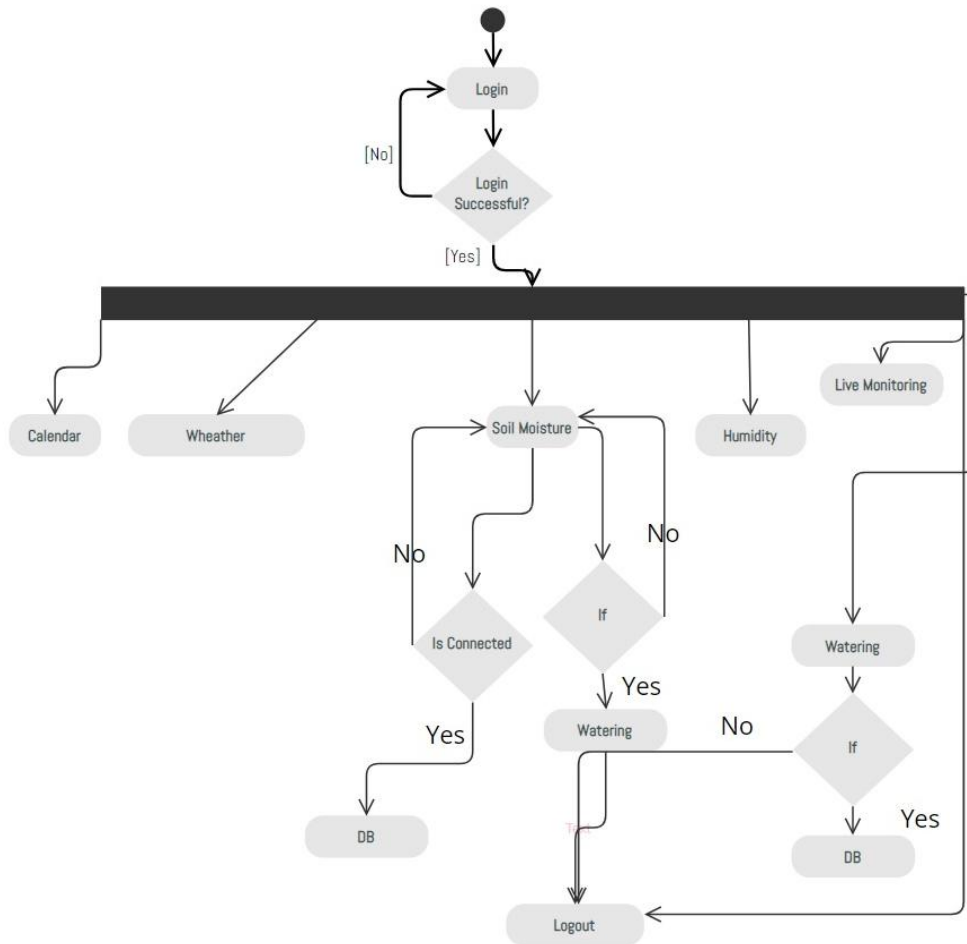 Login
[No]
Login
Successful?
[Yes]
Live Monitoring
Calendar
Wheather
Soil Moisture
Humidity
No
No
If
Is Connected
Watering
Yes
Watering
No
Yes
If
Text
Yes
DB
DB
Logout